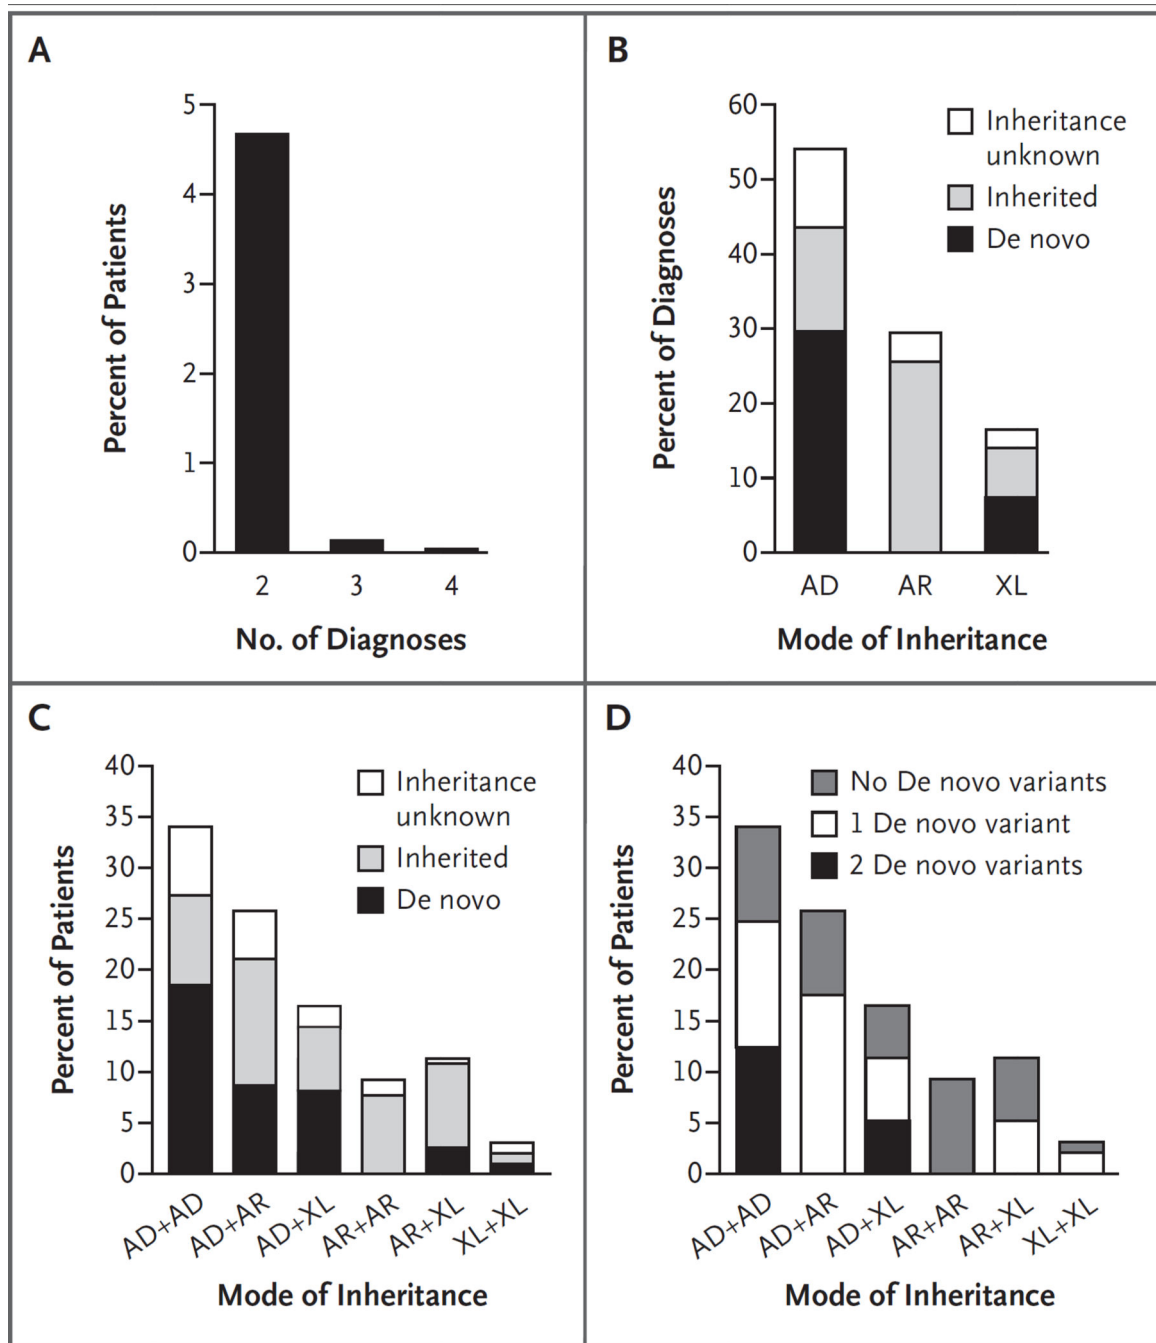 A
5
4
3
2
1
0
Percent of Patients
2 3 4
No. of Diagnoses
B
60
50
40
30
20
10
0
Percent of Diagnoses
Inheritance
unknown
Inherited
De novo
AD AR XL
Mode of Inheritance
C
40
35
30
25
20
15
10
5
0
Percent of Patients
Inheritance
unknown
Inherited
De novo
AD+AD AD+AR AD+XL AR+AR AR+XL XL+XL
Mode of Inheritance
D
40
35
30
25
20
15
10
5
0
Percent of Patients
No De novo variants
1 De novo variant
2 De novo variants
AD+AD AD+AR AD+XL AR+AR AR+XL XL+XL
Mode of Inheritance